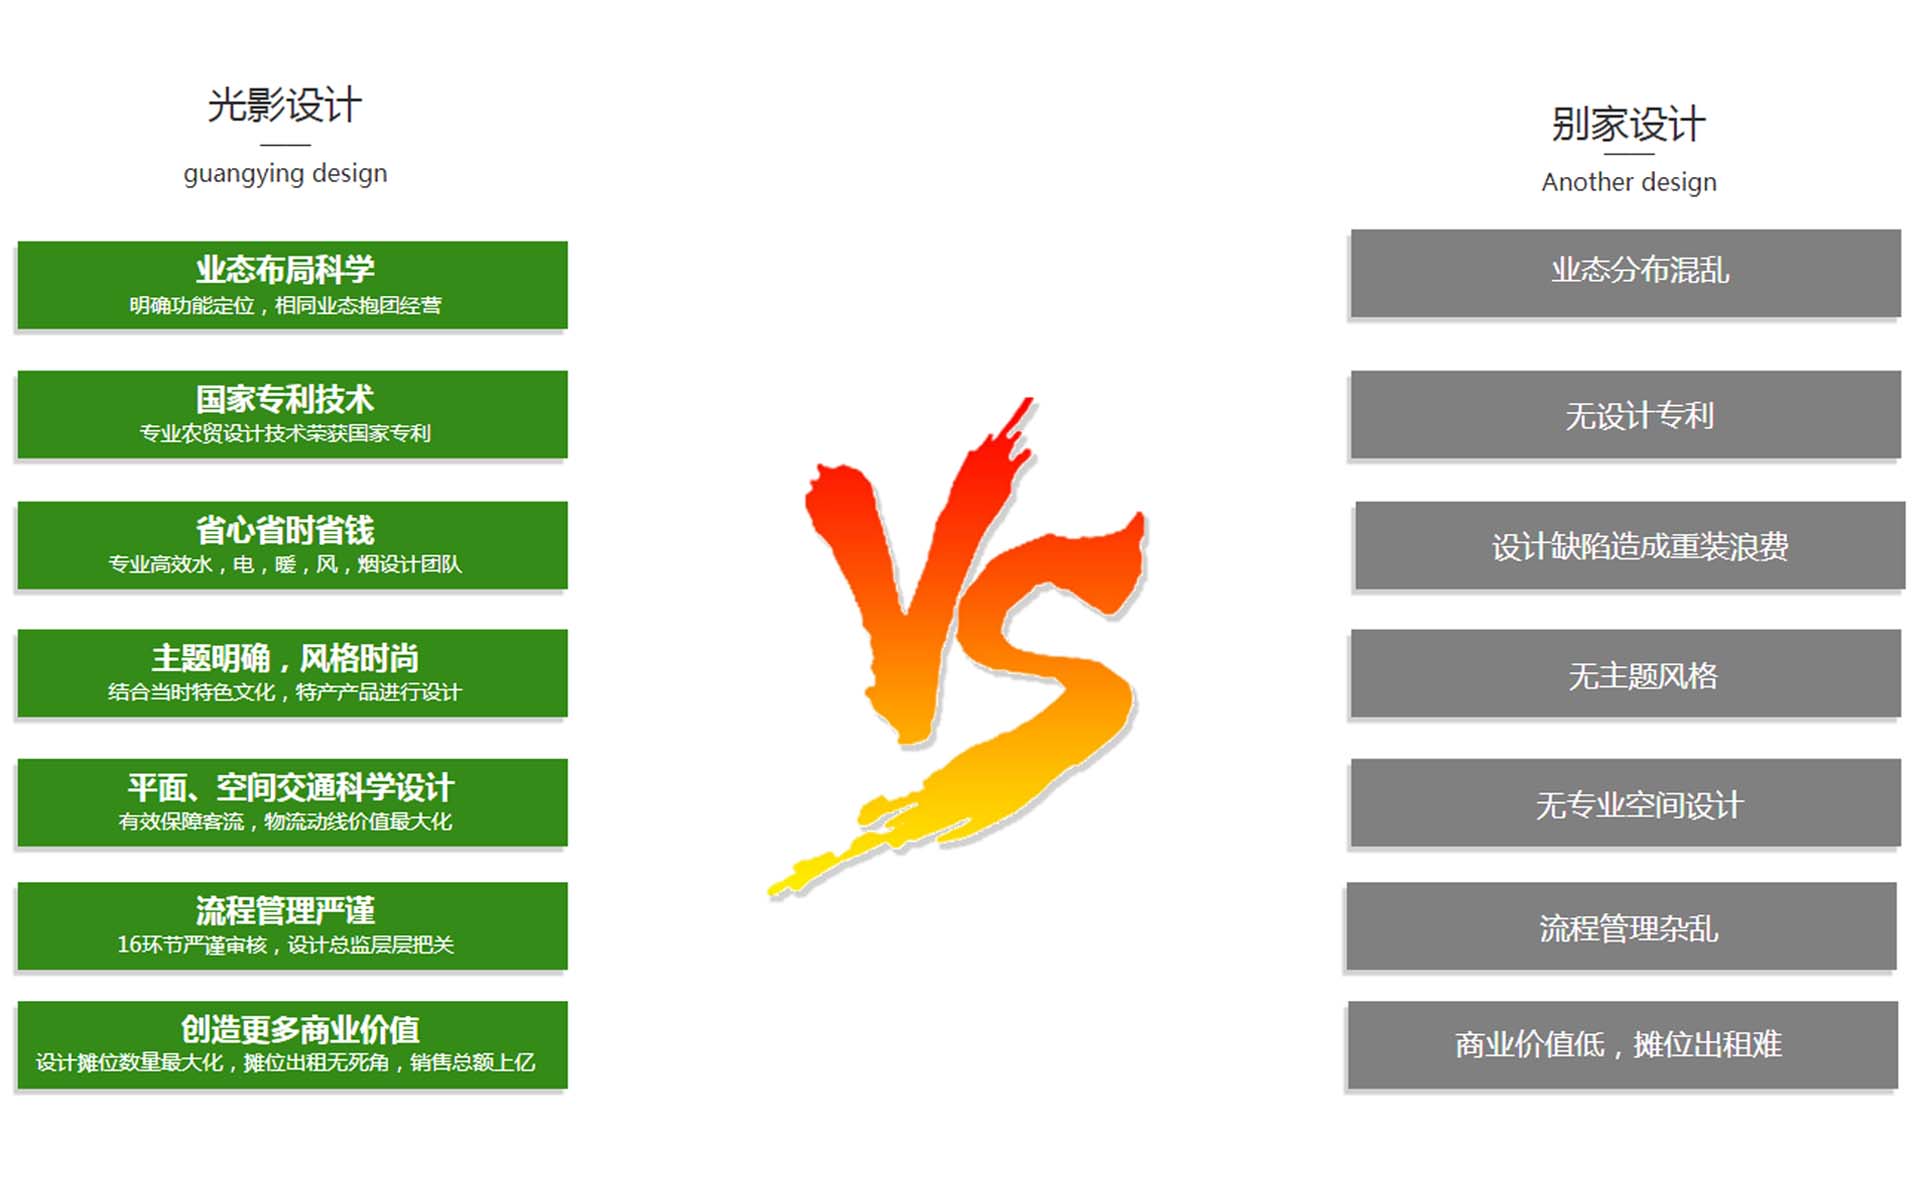 光影设计
guangying design
业态布局科学
明确功能定位，相同业态抱团经营
国家专利技术
专业农贸设计技术荣获国家专利
省心省时省钱
专业高效水，电，暖，风，烟设计团队
主题明确，风格时尚
结合当时特色文化，特产产品进行设计
平面、空间交通科学设计
有效保障客流，物流动线价值最大化
流程管理严谨
16环节严谨审核，设计总监层层把关
创造更多商业价值
设计摊位数量最大化，摊位出租无死角，销售总额上亿
VS
别家设计
Another design
业态分布混乱
无设计专利
设计缺陷造成重装浪费
无主题风格
无专业空间设计
流程管理杂乱
商业价值低，摊位出租难